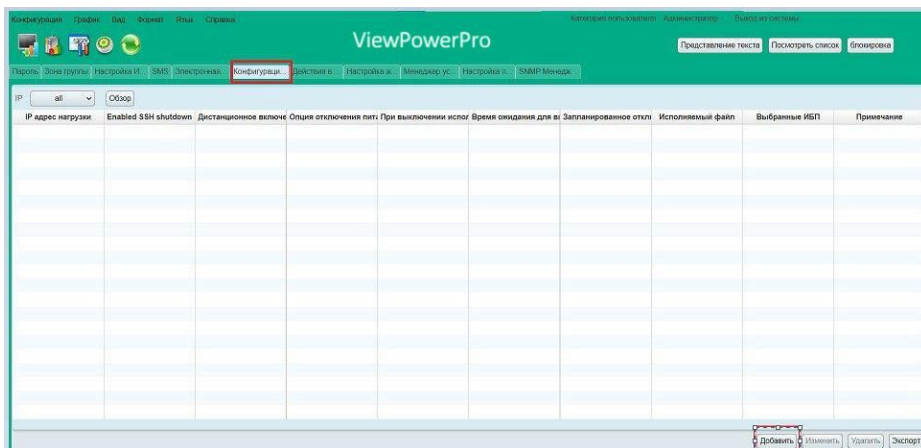 Конфигурация График Вид Формат Язык Справка Категория пользователя Администратор Выход из системы
ViewPowerPro
Представление текста Посмотреть список блокировка
Пароль Зона группы Настройка И... SMS Электронная... Конфигураци... Действия в... Настройка ж... Менеджер ус... Настройка п... SNMP Менедж...
IP all Обзор
IP адрес нагрузки Enabled SSH shutdown Дистанционное включе Опция отключения пита При выключении испол Время ожидания для вы Запланированное откл Исполняемый файл Выбранные ИБП Примечание
Добавить Изменить Удалить Экспорт